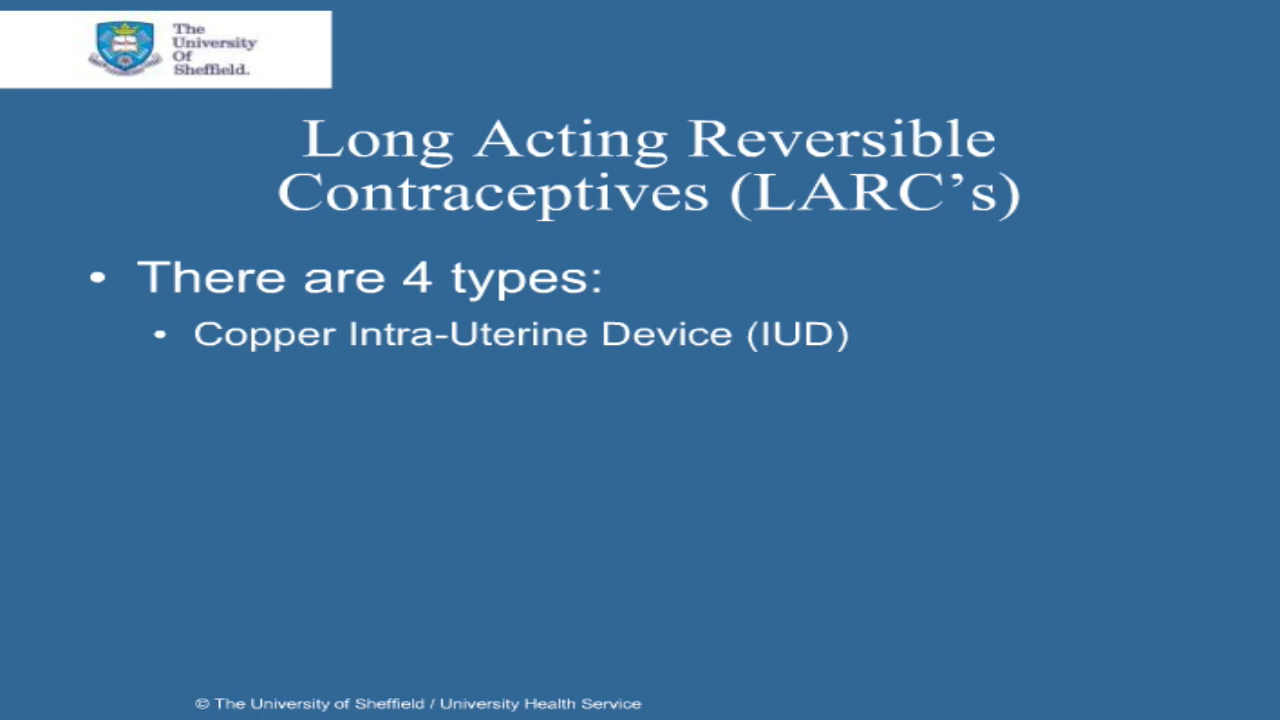 The
University
Of
Sheffield.
Long Acting Reversible
Contraceptives (LARC’s)
• There are 4 types:
• Copper Intra-Uterine Device (IUD)
© The University of Sheffield / University Health Service